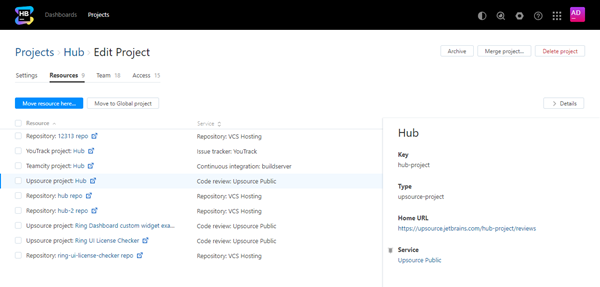 HB
Dashboards
Projects
AD
Projects › Hub › Edit Project
Archive
Merge project...
Delete project
Settings
Resources 9
Team 18
Access 15
Move resource here...
Move to Global project
Details
Resource
Service
Repository: 12313 repo
Repository: VCS Hosting
YouTrack project: Hub
Issue tracker: YouTrack
Teamcity project: Hub
Continuous integration: buildserver
Upsource project: Hub
Code review: Upsource Public
Repository: hub repo
Repository: VCS Hosting
Repository: hub-2 repo
Repository: VCS Hosting
Upsource project: Ring Dashboard custom widget exa...
Code review: Upsource Public
Upsource project: Ring UI License Checker
Code review: Upsource Public
Repository: ring-ui-license-checker repo
Repository: VCS Hosting
Hub
Key
hub-project
Type
upsource-project
Home URL
https://upsource.jetbrains.com/hub-project/reviews
Service
Upsource Public